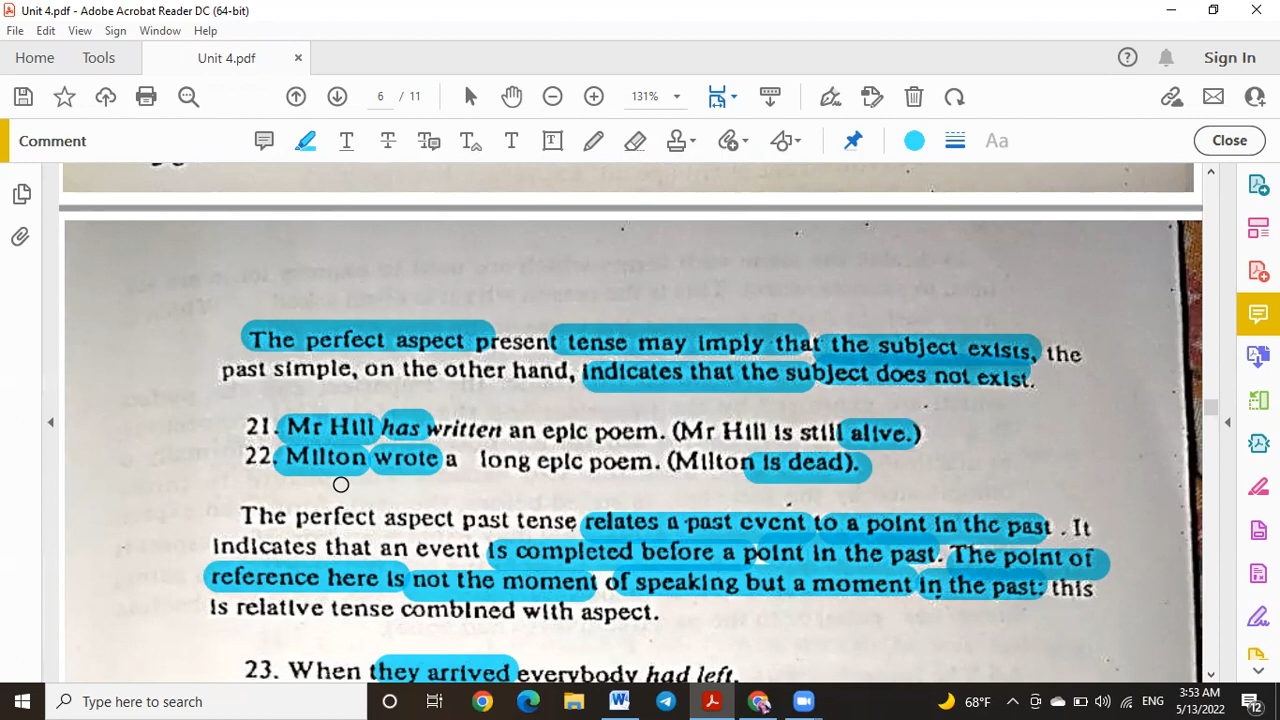 Unit 4.pdf - Adobe Acrobat Reader DC (64-bit)
File Edit View Sign Window Help
Home Tools Unit 4.pdf × Sign In
6 / 11 131%
Comment Aa Close
The perfect aspect present tense may imply that the subject exists, the
past simple, on the other hand, indicates that the subject does not exist.
21. Mr Hill has written an epic poem. (Mr Hill is still alive.)
22. Milton wrote a long epic poem. (Milton is dead).
The perfect aspect past tense relates a past event to a point in the past . It
indicates that an event is completed before a point in the past. The point of
reference here is not the moment of speaking but a moment in the past: this
is relative tense combined with aspect.
23. When they arrived everybody had left.
Type here to search
68°F ENG 3:53 AM
5/13/2022 12